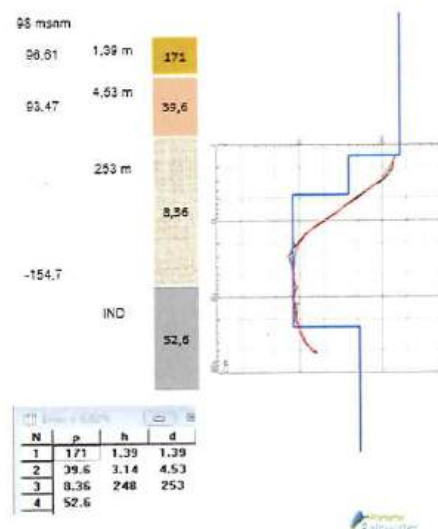 98 msnm
96.61 1,39 m 171
93.47 4,53 m 39,6
253 m
8,36
-154.7
IND
52,6
N ρ h d
1 171 1.39 1.39
2 39.6 3.14 4.53
3 8.36 248 253
4 52.6